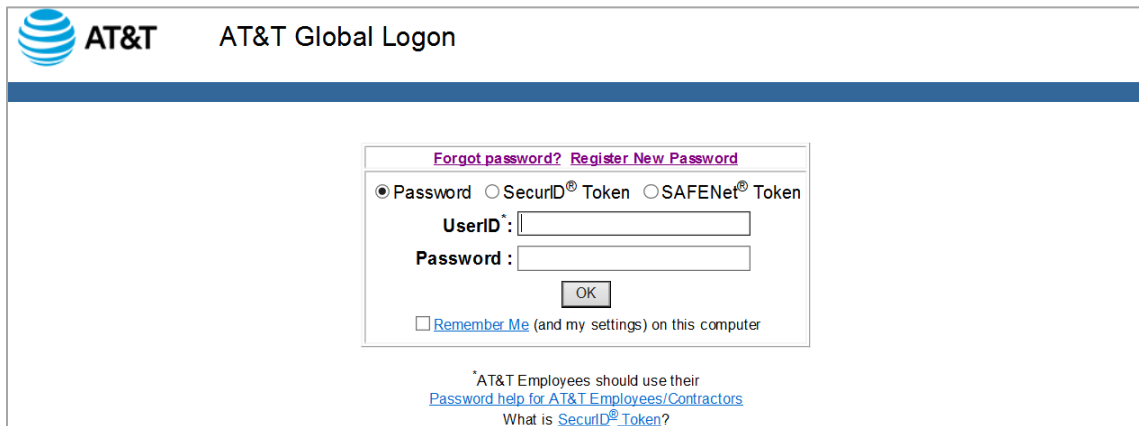 AT&T AT&T Global Logon
Forgot password? Register New Password
Password SecurID® Token SAFENet® Token
UserID*:
Password :
OK
Remember Me (and my settings) on this computer
*AT&T Employees should use their
Password help for AT&T Employees/Contractors
What is SecurID® Token?